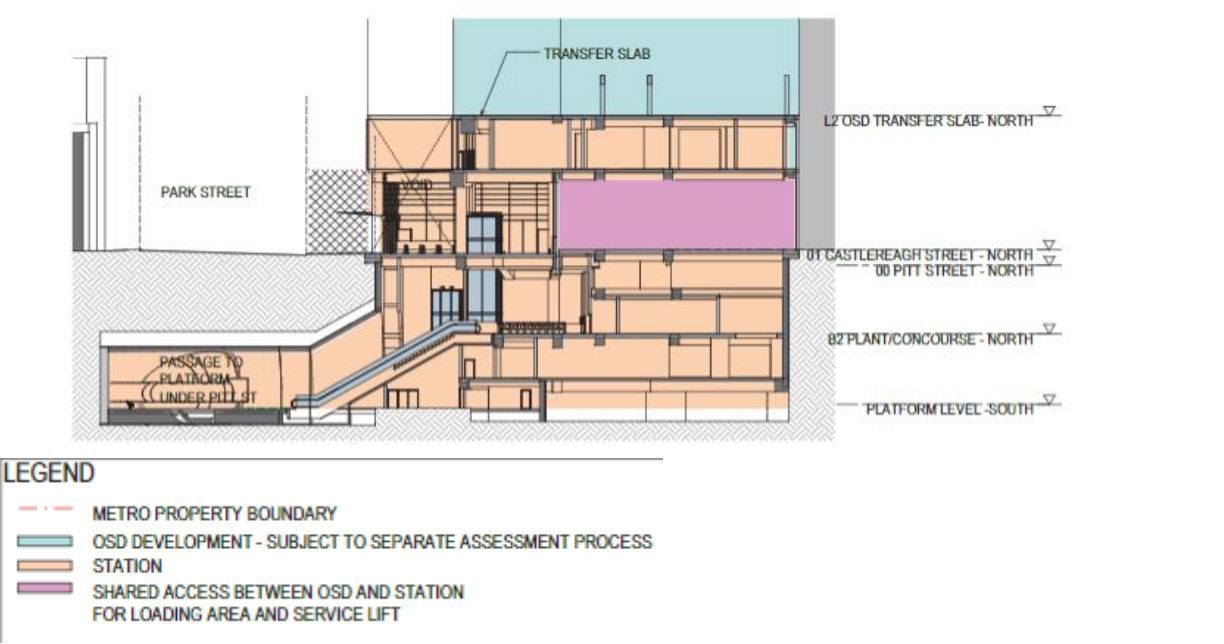 TRANSFER SLAB
L2 OSD TRANSFER SLAB- NORTH
PARK STREET
VOID
01 CASTLEREAGH STREET - NORTH
00 PITT STREET - NORTH
B2 PLANT/CONCOURSE - NORTH
PASSAGE TO
PLATFORM
UNDER PITT ST
PLATFORM LEVEL -SOUTH
LEGEND
METRO PROPERTY BOUNDARY
OSD DEVELOPMENT - SUBJECT TO SEPARATE ASSESSMENT PROCESS
STATION
SHARED ACCESS BETWEEN OSD AND STATION
FOR LOADING AREA AND SERVICE LIFT